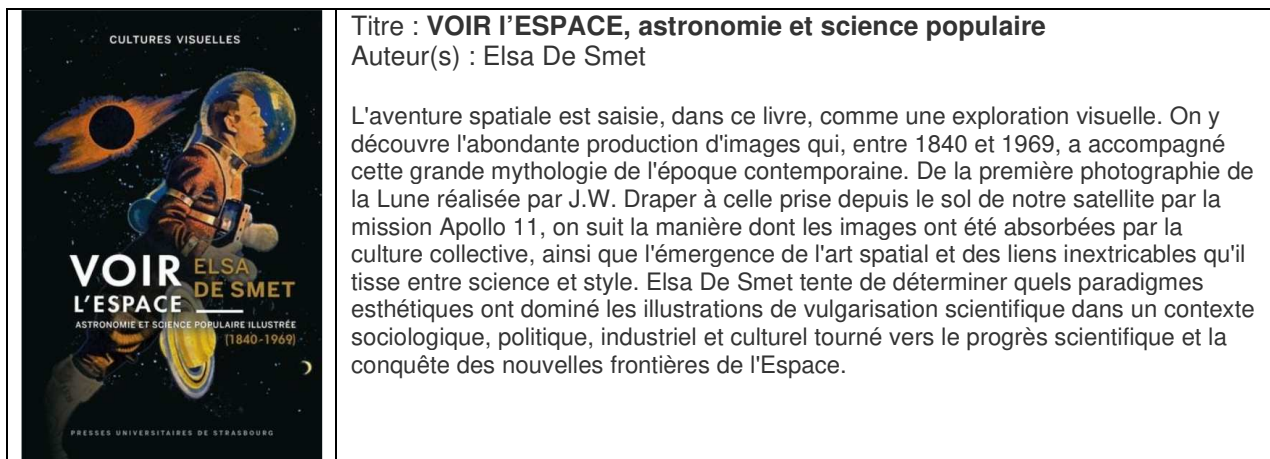 CULTURES VISUELLES
VOIR ELSA
L'ESPACE DE SMET
ASTRONOMIE ET SCIENCE POPULAIRE ILLUSTRÉE
(1840-1969)
PRESSES UNIVERSITAIRES DE STRASBOURG
Titre : VOIR l'ESPACE, astronomie et science populaire
Auteur(s) : Elsa De Smet
L'aventure spatiale est saisie, dans ce livre, comme une exploration visuelle. On y
découvre l'abondante production d'images qui, entre 1840 et 1969, a accompagné
cette grande mythologie de l'époque contemporaine. De la première photographie de
la Lune réalisée par J.W. Draper à celle prise depuis le sol de notre satellite par la
mission Apollo 11, on suit la manière dont les images ont été absorbées par la
culture collective, ainsi que l'émergence de l'art spatial et des liens inextricables qu'il
tisse entre science et style. Elsa De Smet tente de déterminer quels paradigmes
esthétiques ont dominé les illustrations de vulgarisation scientifique dans un contexte
sociologique, politique, industriel et culturel tourné vers le progrès scientifique et la
conquête des nouvelles frontières de l'Espace.